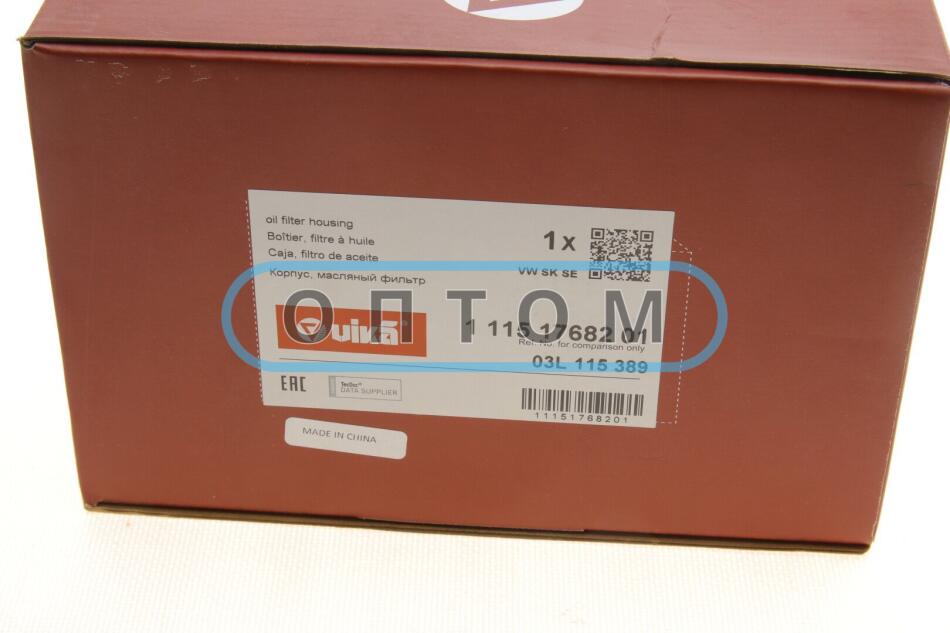 oil filter housing
Boîtier, filtre à huile
Caja, filtro de aceite
Корпус, масляный фильтр
1x
VW SK SE
ОПТОМ
vika
1 115 17682 01
Ref. No. for comparison only
03L 115 389
EAC
TecDoc®
DATA SUPPLIER
11151768201
MADE IN CHINA